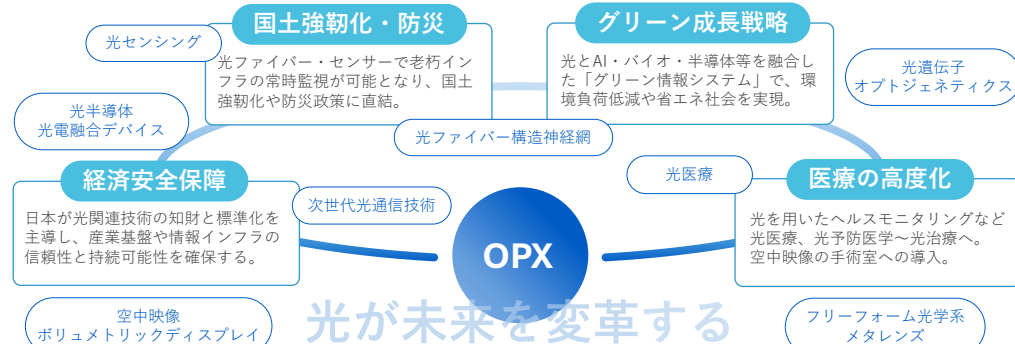 国土強靭化・防災
グリーン成長戦略
光センシング
光ファイバー・センサーで老朽イン
フラの常時監視が可能となり、国土
強靭化や防災政策に直結。
光とAI・バイオ・半導体等を融合し
た「グリーン情報システム」で、環
境負荷低減や省エネ社会を実現。
光遺伝子
オプトジェネティクス
光半導体
光電融合デバイス
光ファイバー構造神経網
経済安全保障
光医療
医療の高度化
次世代光通信技術
日本が光関連技術の知財と標準化を
主導し、産業基盤や情報インフラの
信頼性と持続可能性を確保する。
OPX
光を用いたヘルスモニタリングなど
光医療、光予防医学～光治療へ。
空中映像の手術室への導入。
空中映像
ボリュメトリックディスプレイ
光が未来を変革する
フリーフォーム光学系
メタレンズ